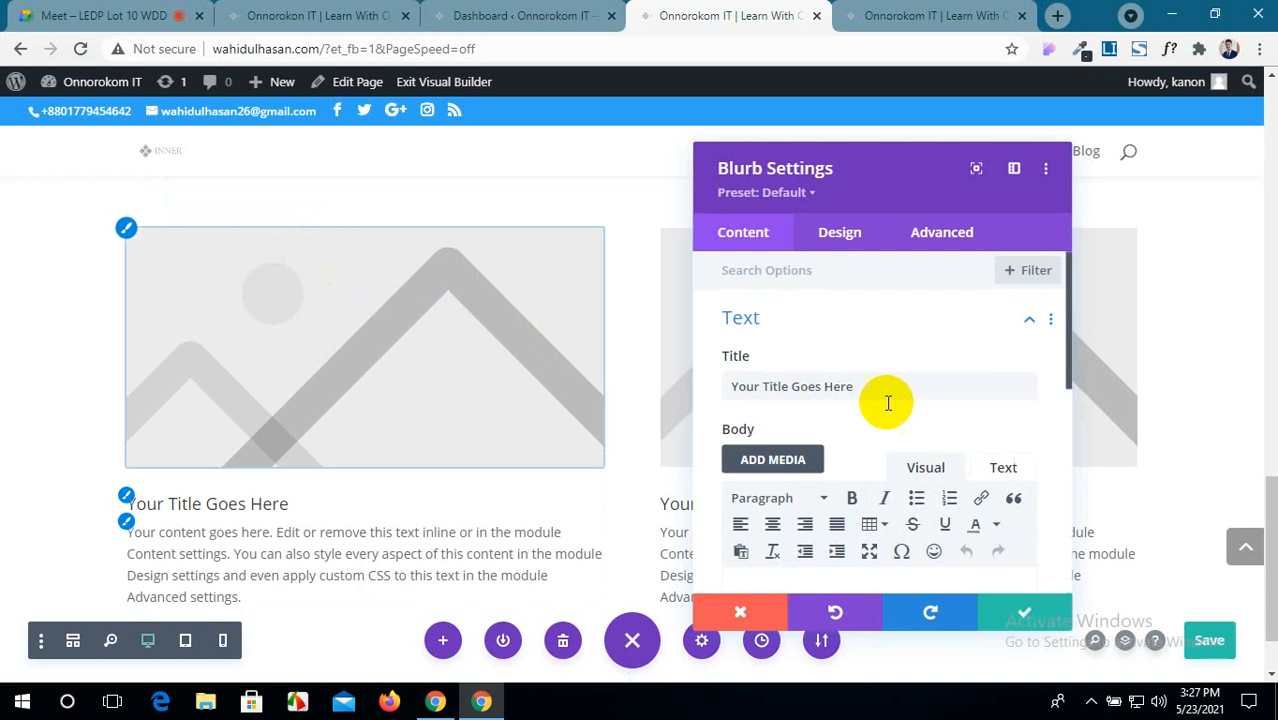 Meet – LEDP Lot 10 WDD
Onnorokom IT | Learn With O
Dashboard ‹ Onnorokom IT —
Onnorokom IT | Learn With O
Onnorokom IT | Learn With O
Not secure
wahidulhasan.com/?et_fb=1&PageSpeed=off
Onnorokom IT
1
0
New
Edit Page
Exit Visual Builder
Howdy, kanon
+8801779454642
wahidulhasan26@gmail.com
INNER
Blog
Blurb Settings
Preset: Default
Content
Design
Advanced
Search Options
+ Filter
Text
Title
Your Title Goes Here
Body
ADD MEDIA
Visual
Text
Paragraph
Your Title Goes Here
Your content goes here. Edit or remove this text inline or in the module
Content settings. You can also style every aspect of this content in the module
Design settings and even apply custom CSS to this text in the module
Advanced settings.
Activate Windows
Go to Settings to activate Windows.
Save
3:27 PM
5/23/2021